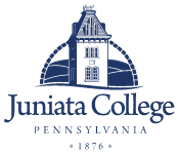 Juniata College
PENNSYLVANIA
• 1876 •